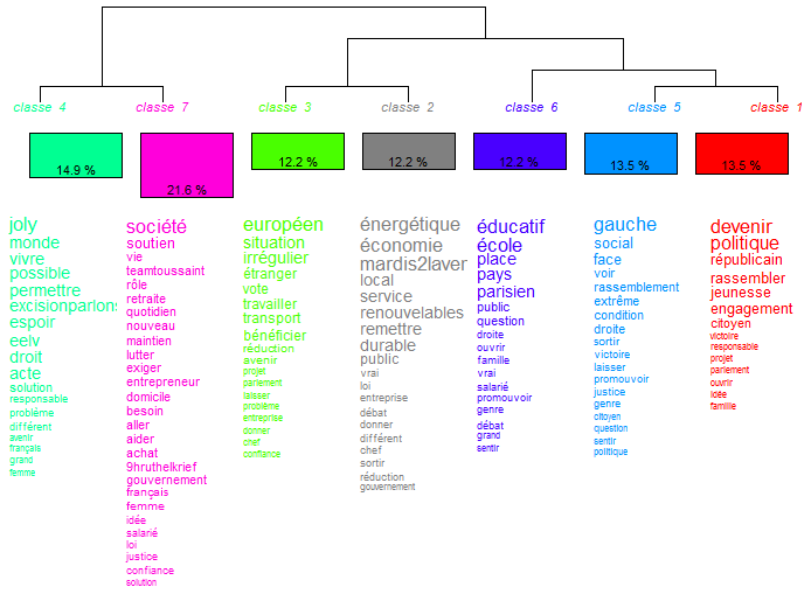 classe 4
classe 7
classe 3
classe 2
classe 6
classe 5
classe 1
14.9 %
21.6 %
12.2 %
12.2 %
12.2 %
13.5 %
13.5 %
joly
monde
vivre
possible
permettre
excisionparlons
espoir
eelv
droit
acte
solution
responsable
problème
différent
avenir
français
grand
femme
société
soutien
vie
teamtoussaint
rôle
retraite
quotidien
nouveau
maintien
lutter
exiger
entrepreneur
domicile
besoin
aller
aider
achat
9hruthelkrief
gouvernement
français
femme
idée
salarié
loi
justice
confiance
solution
européen
situation
irrégulier
étranger
vote
travailler
transport
bénéficier
réduction
avenir
projet
parlement
laisser
problème
entreprise
donner
chef
confiance
énergétique
économie
mardis2laver
local
service
renouvelables
remettre
durable
public
vrai
loi
entreprise
débat
donner
différent
chef
sortir
réduction
gouvernement
éducatif
école
place
pays
parisien
public
question
droite
ouvrir
famille
vrai
salarié
promouvoir
genre
débat
grand
sentir
gauche
social
face
voir
rassemblement
extrême
condition
droite
sortir
victoire
laisser
promouvoir
justice
genre
citoyen
question
sentir
politique
devenir
politique
républicain
rassembler
jeunesse
engagement
citoyen
victoire
responsable
projet
parlement
ouvrir
idée
famille